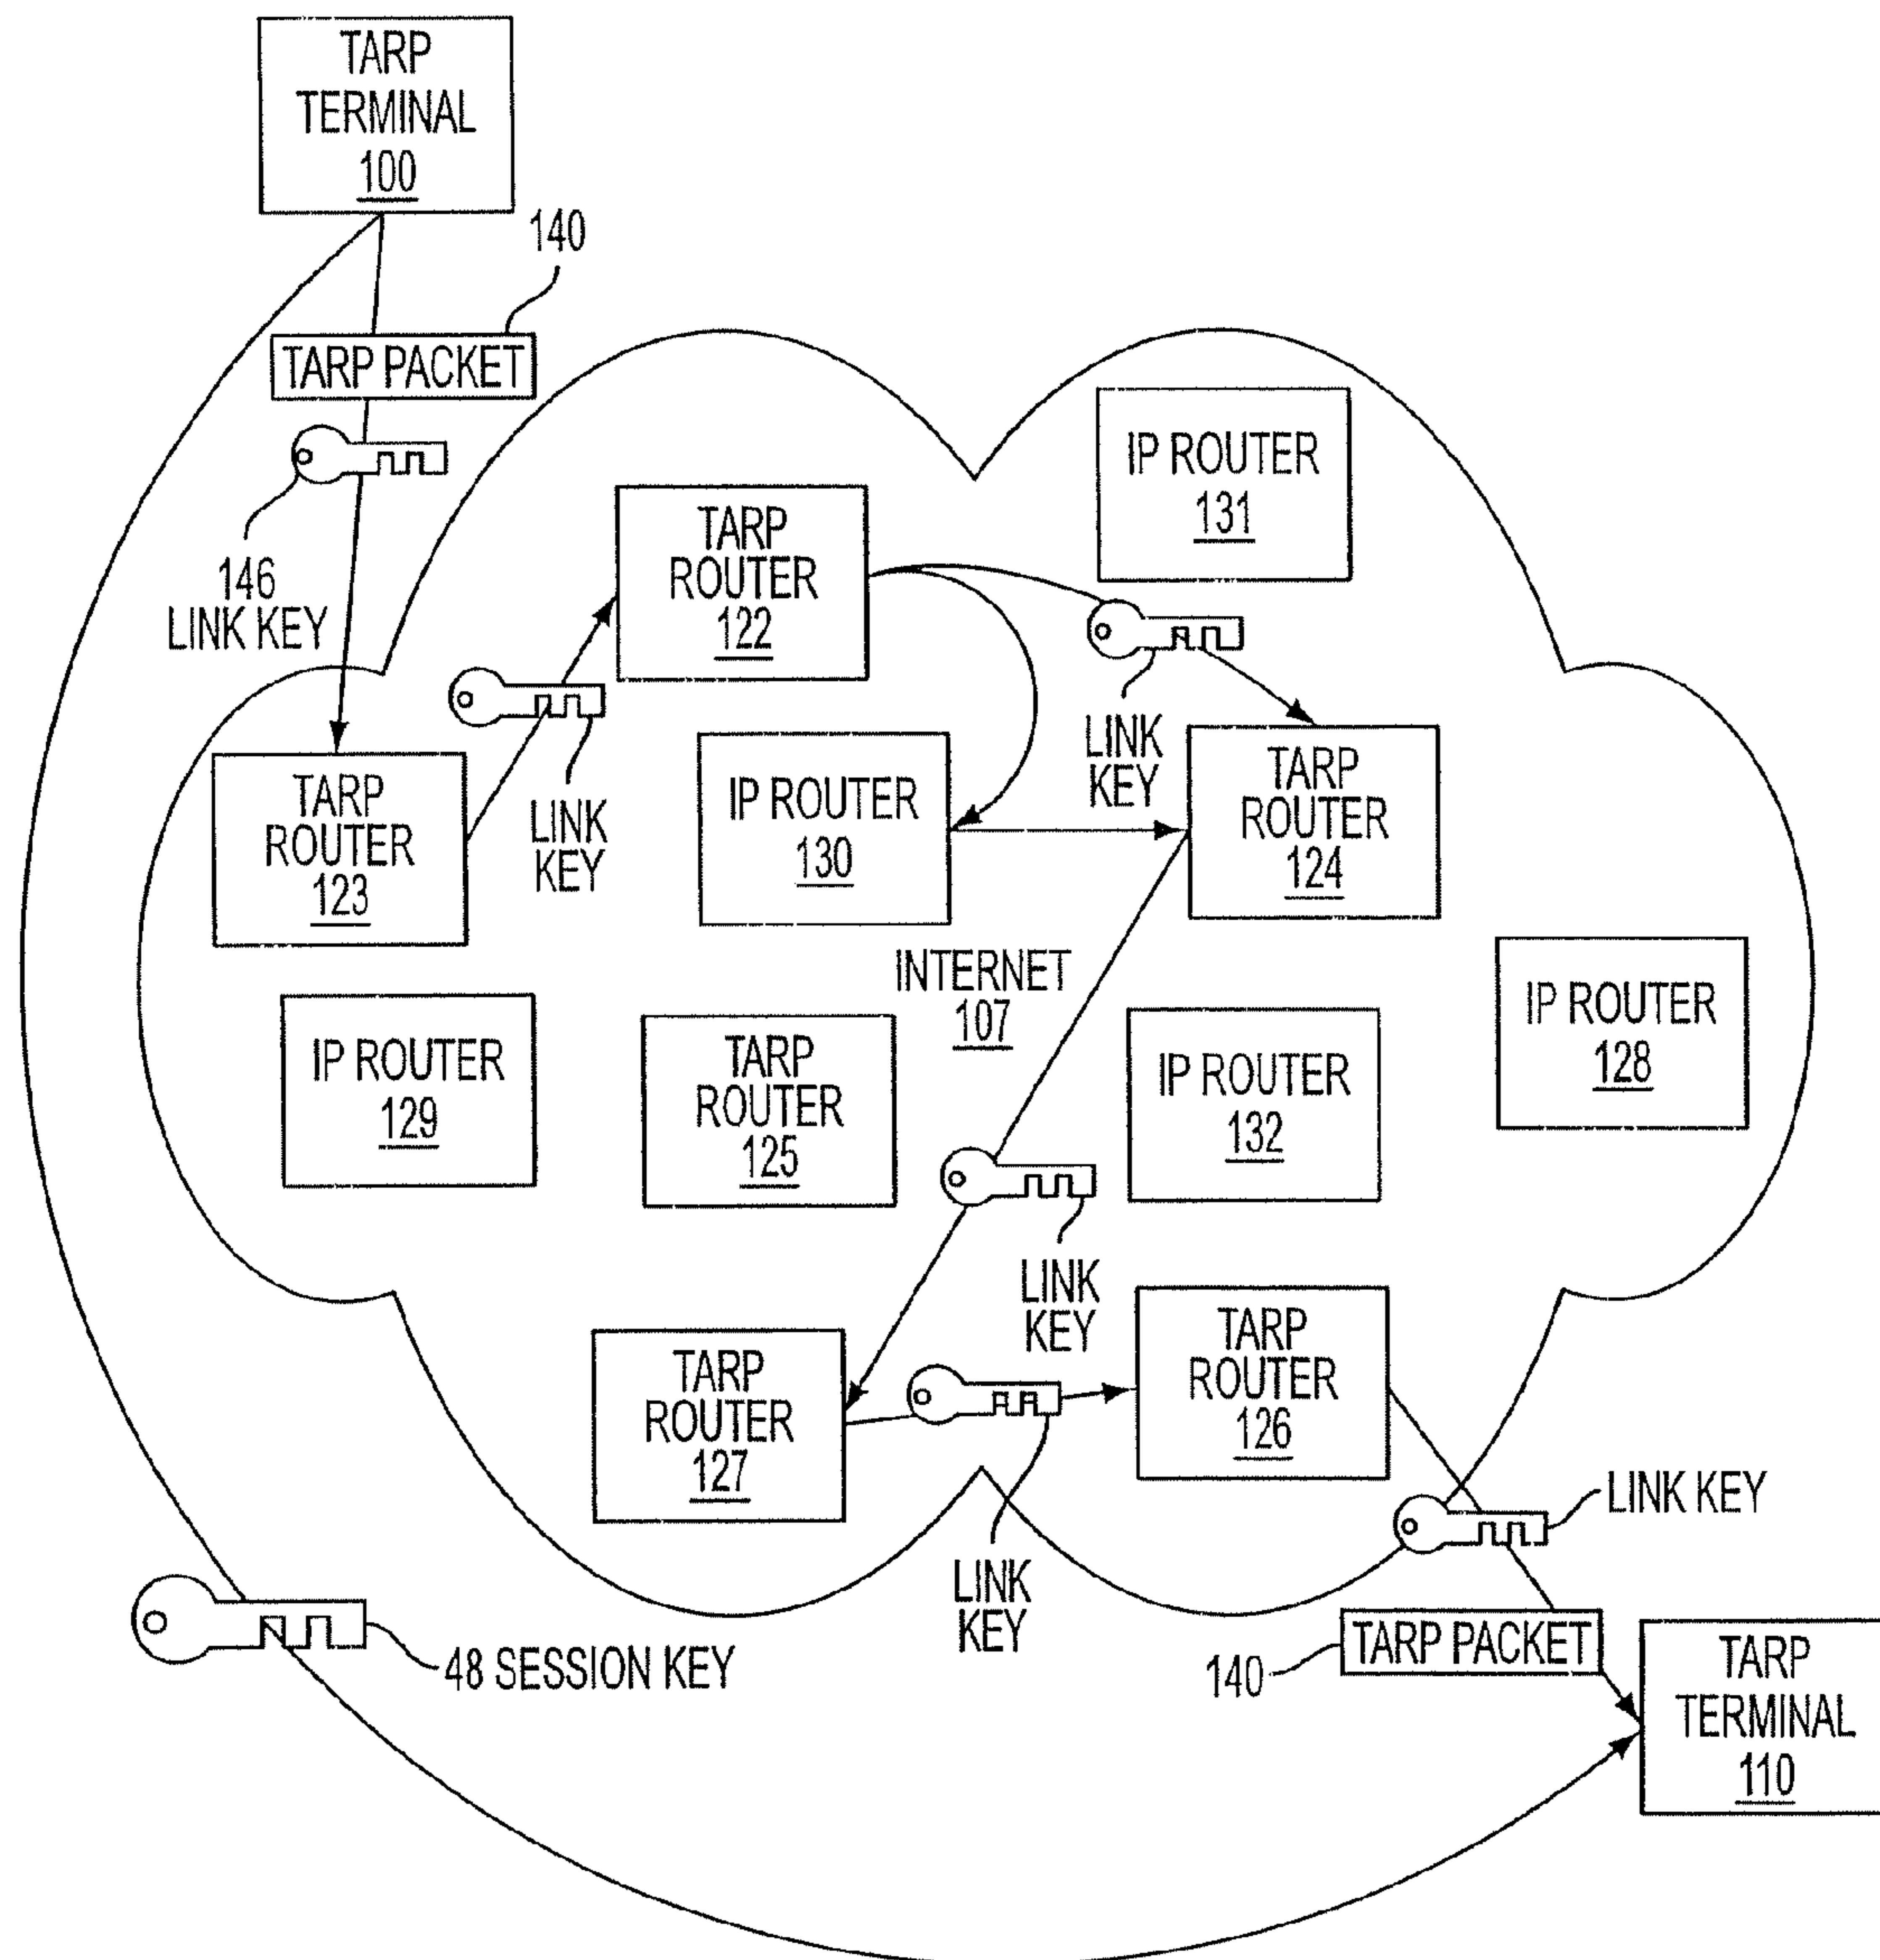 TARP
TERMINAL
100
140
TARP PACKET
146
LINK KEY
IP ROUTER
131
TARP
ROUTER
122
LINK
KEY
LINK
KEY
TARP
ROUTER
123
IP ROUTER
130
TARP
ROUTER
124
INTERNET
107
IP ROUTER
128
IP ROUTER
129
TARP
ROUTER
125
IP ROUTER
132
LINK
KEY
TARP
ROUTER
127
TARP
ROUTER
126
LINK KEY
LINK
KEY
48 SESSION KEY
140
TARP PACKET
TARP
TERMINAL
110